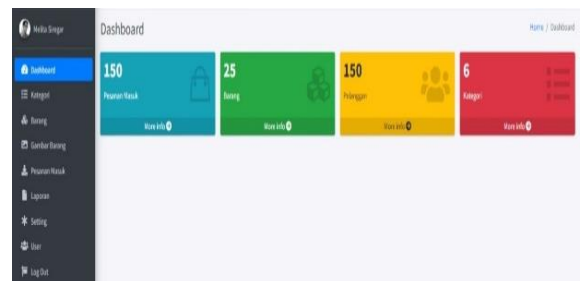 Melita Siregar
Dashboard
Kategori
Barang
Gambar Barang
Pesanan Masuk
Laporan
Setting
User
Log Out
Dashboard
Home / Dashboard
150
Pesanan Masuk
More info
25
Barang
More info
150
Pelanggan
More info
6
Kategori
More info